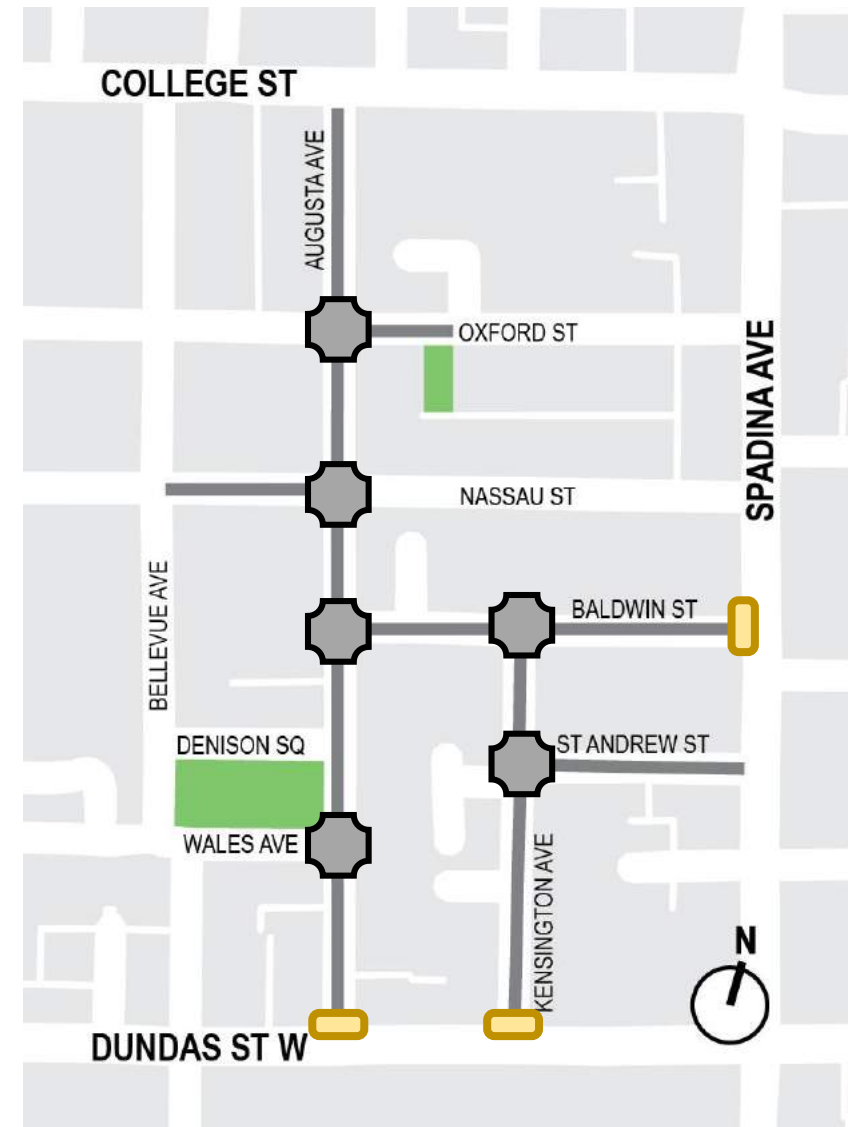 COLLEGE ST
AUGUSTA AVE
OXFORD ST
SPADINA AVE
NASSAU ST
BELLEVUE AVE
BALDWIN ST
DENISON SQ
ST ANDREW ST
WALES AVE
KENSINGTON AVE
N
DUNDAS ST W